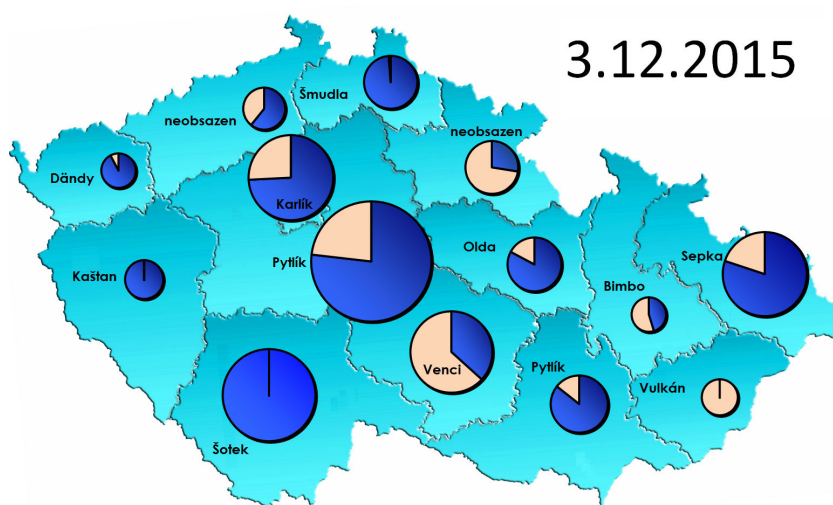 3.12.2015
Šmudla
neobsazen
neobsazen
Dändy
Karlík
Olda
Sepka
Pytlík
Kaštan
Bimbo
Venci
Pytlík
Vulkán
Šotek